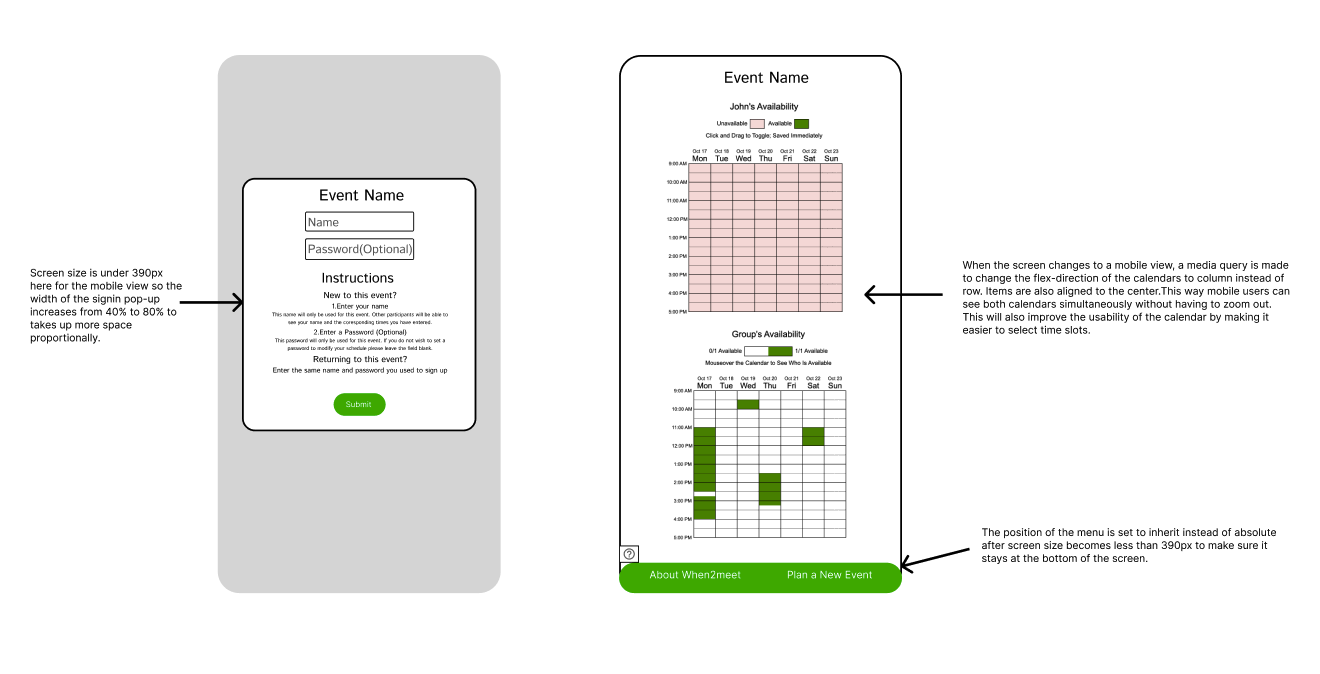 Screen size is under 390px
here for the mobile view so the
width of the signin pop-up
increases from 40% to 80% to
takes up more space
proportionally.
Event Name
Name
Password(Optional)
Instructions
New to this event?
1.Enter your name
This name will only be used for this event. Other participants will be able to
see your name and the coresponding times you have entered.
2.Enter a Password (Optional)
This password will only be used for this event. If you do not wish to set a
password to modify your schedule please leave the field blank.
Returning to this event?
Enter the same name and password you used to sign up
Submit
Event Name
John's Availability
Unavailable Available
Click and Drag to Toggle; Saved Immediately
Oct 17 Oct 18 Oct 19 Oct 20 Oct 21 Oct 22 Oct 23
Mon Tue Wed Thu Fri Sat Sun
9:00 AM
10:00 AM
11:00 AM
12:00 PM
1:00 PM
2:00 PM
3:00 PM
4:00 PM
5:00 PM
Group's Availability
0/1 Available 1/1 Available
Mouseover the Calendar to See Who Is Available
Oct 17 Oct 18 Oct 19 Oct 20 Oct 21 Oct 22 Oct 23
Mon Tue Wed Thu Fri Sat Sun
9:00 AM
10:00 AM
11:00 AM
12:00 PM
1:00 PM
2:00 PM
3:00 PM
4:00 PM
5:00 PM
?
About When2meet Plan a New Event
When the screen changes to a mobile view, a media query is made
to change the flex-direction of the calendars to column instead of
row. Items are also aligned to the center.This way mobile users can
see both calendars simultaneously without having to zoom out.
This will also improve the usability of the calendar by making it
easier to select time slots.
The position of the menu is set to inherit instead of absolute
after screen size becomes less than 390px to make sure it
stays at the bottom of the screen.